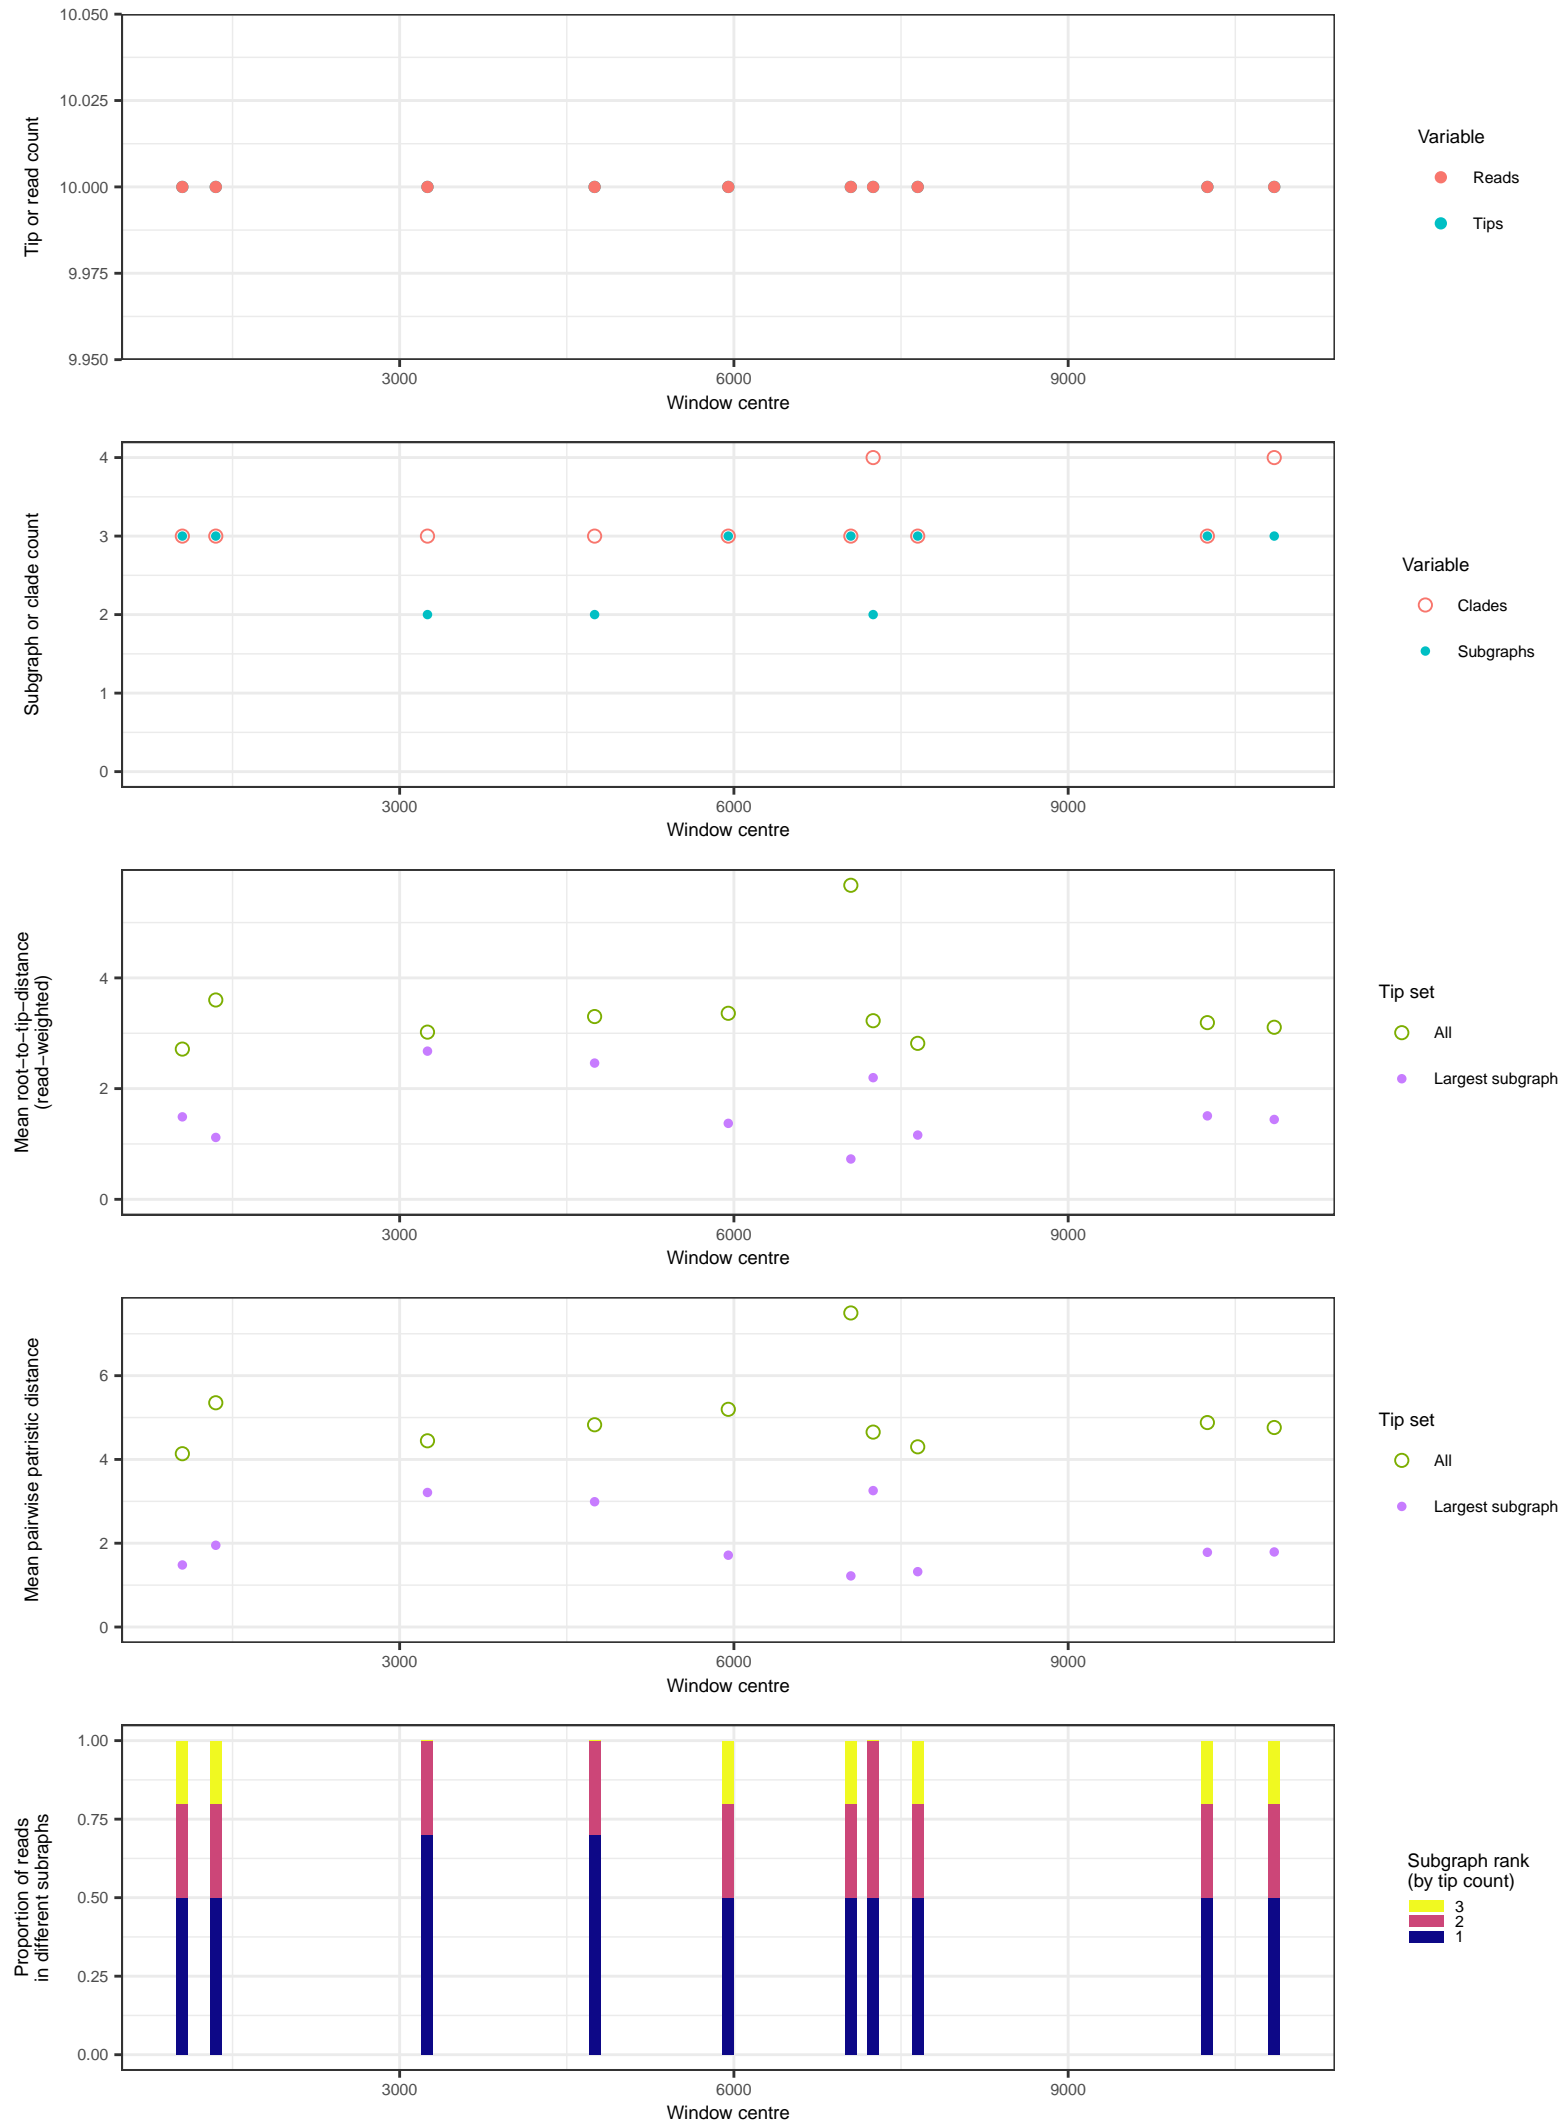 10.050
10.025
10.000
9.975
9.950
Tip or read count
3000
6000
9000
Window centre
Variable
Reads
Tips
4
3
2
1
0
Subgraph or clade count
3000
6000
9000
Window centre
Variable
Clades
Subgraphs
4
2
0
Mean root−to−tip−distance
(read−weighted)
3000
6000
9000
Window centre
Tip set
All
Largest subgraph
6
4
2
0
Mean pairwise patristic distance
3000
6000
9000
Window centre
Tip set
All
Largest subgraph
1.00
0.75
0.50
0.25
0.00
Proportion of reads
in different subraphs
3000
6000
9000
Window centre
Subgraph rank
(by tip count)
3
2
1